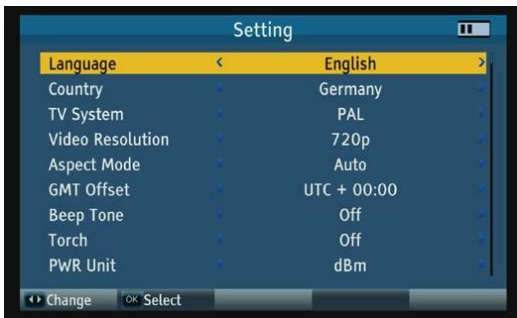 Setting
Language < English >
Country Germany
TV System PAL
Video Resolution 720p
Aspect Mode Auto
GMT Offset UTC + 00:00
Beep Tone Off
Torch Off
PWR Unit dBm
Change OK Select